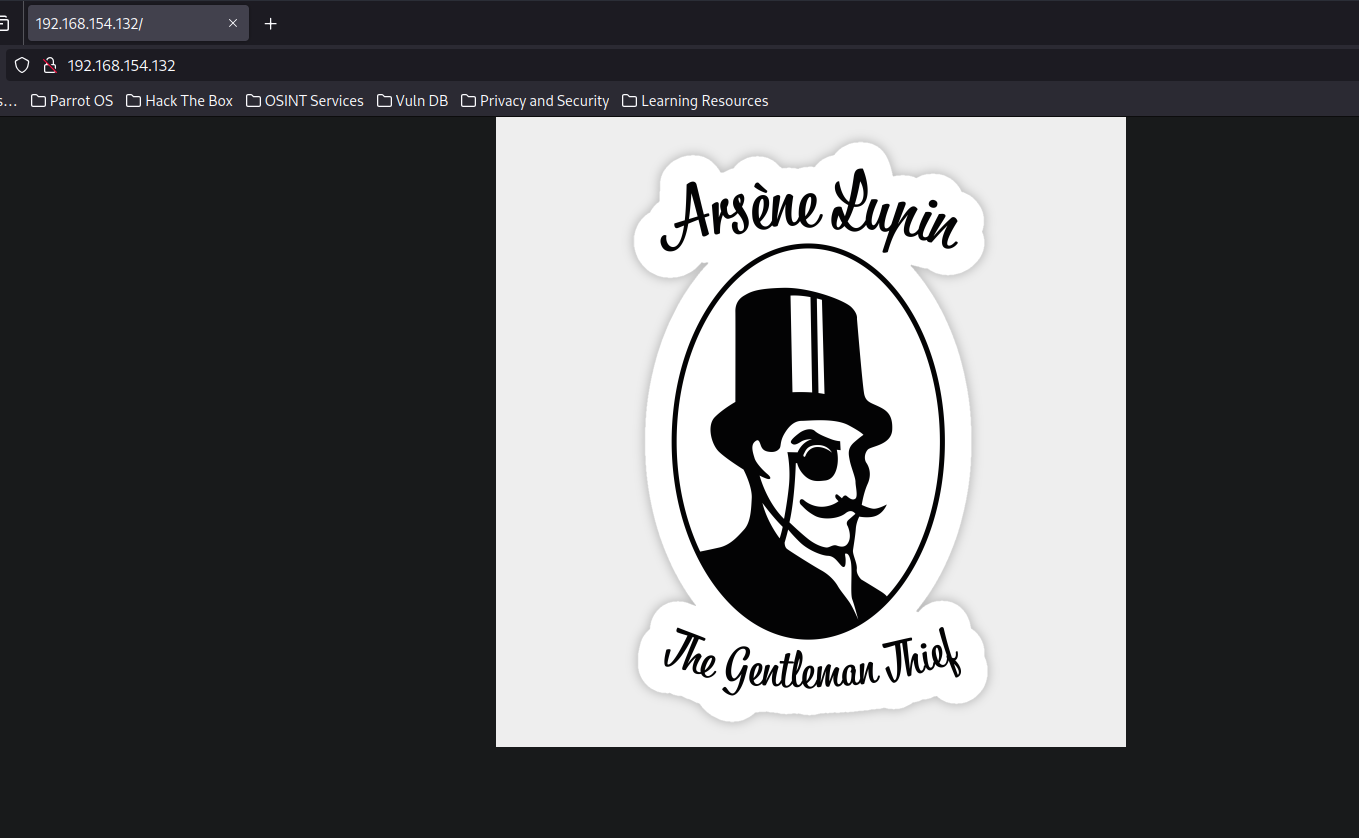 192.168.154.132/
192.168.154.132
s... Parrot OS Hack The Box OSINT Services Vuln DB Privacy and Security Learning Resources
Arsène Lupin
The Gentleman Thief